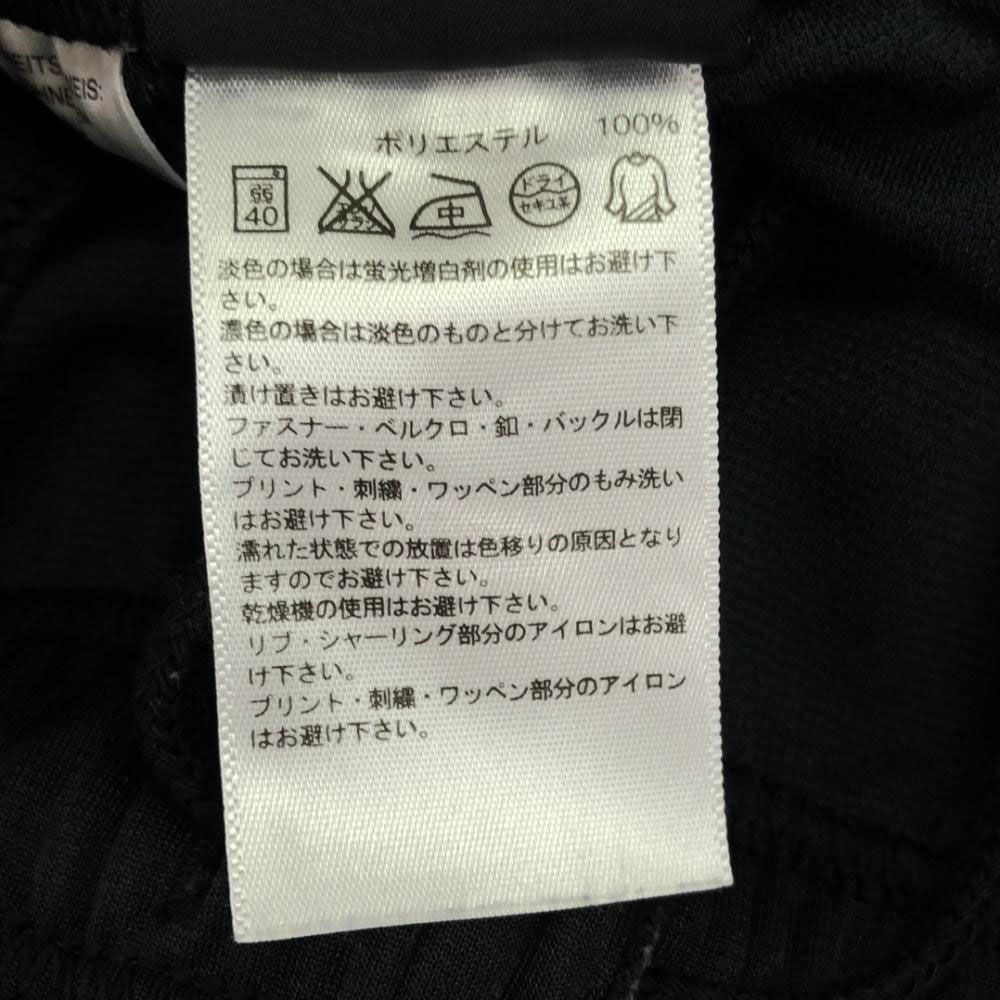 EITS
EIS:
HNE
ポリエステル 100%
弱 40 中 ドライ セキユ系
淡色の場合は蛍光増白剤の使用はお避け下
さい。
濃色の場合は淡色のものと分けてお洗い下
さい。
漬け置きはお避け下さい。
ファスナー・ベルクロ・釦・バックルは閉
じてお洗い下さい。
プリント・刺繍・ワッペン部分のもみ洗い
はお避け下さい。
濡れた状態での放置は色移りの原因となり
ますのでお避け下さい。
乾燥機の使用はお避け下さい。
リブ・シャーリング部分のアイロンはお避
け下さい。
プリント・刺繍・ワッペン部分のアイロン
はお避け下さい。